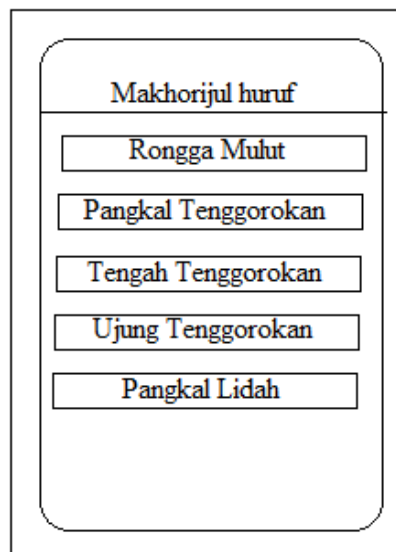 Makhorijul huruf
Rongga Mulut
Pangkal Tenggorokan
Tengah Tenggorokan
Ujung Tenggorokan
Pangkal Lidah